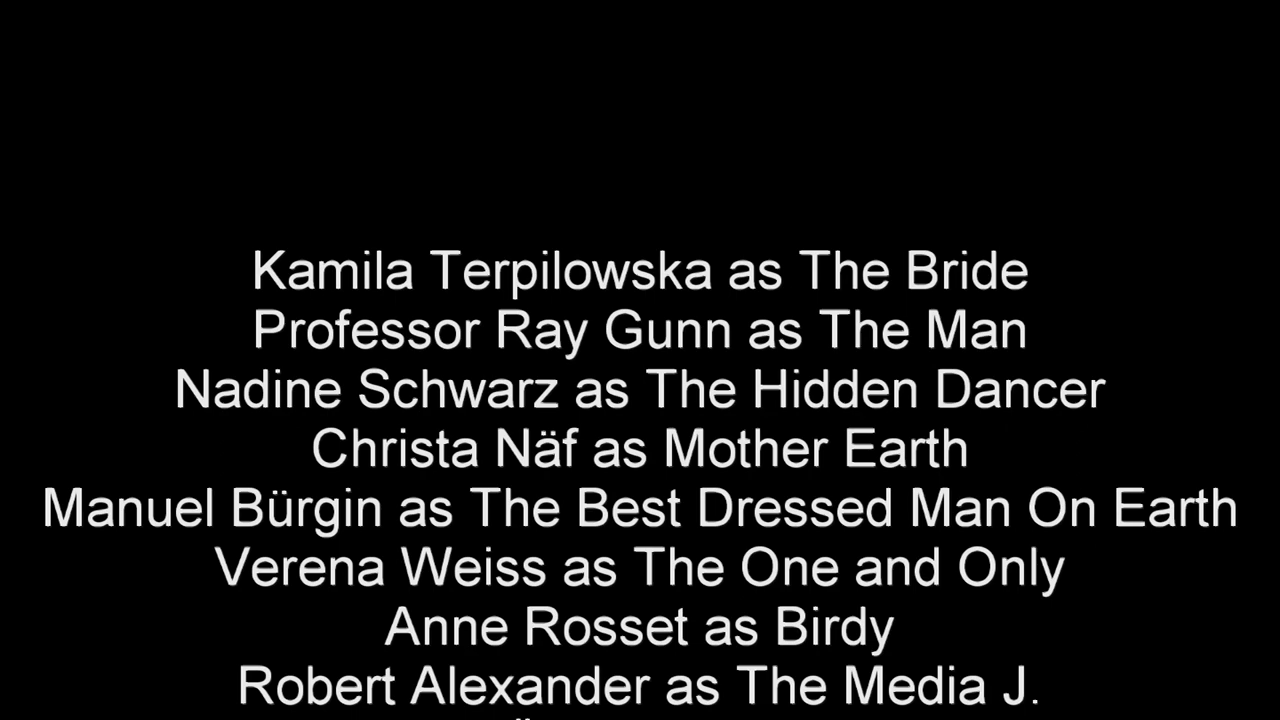 Kamila Terpilowska as The Bride
Professor Ray Gunn as The Man
Nadine Schwarz as The Hidden Dancer
Christa Näf as Mother Earth
Manuel Bürgin as The Best Dressed Man On Earth
Verena Weiss as The One and Only
Anne Rosset as Birdy
Robert Alexander as The Media J.